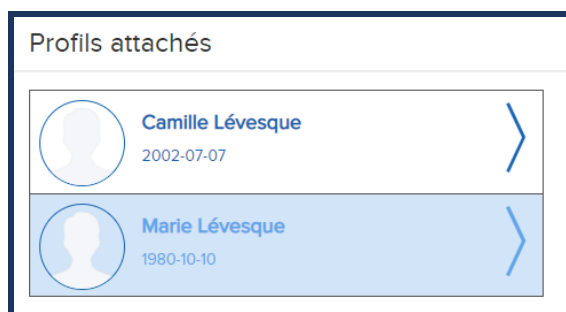 Profils attachés
Camille Lévesque
2002-07-07
Marie Lévesque
1980-10-10